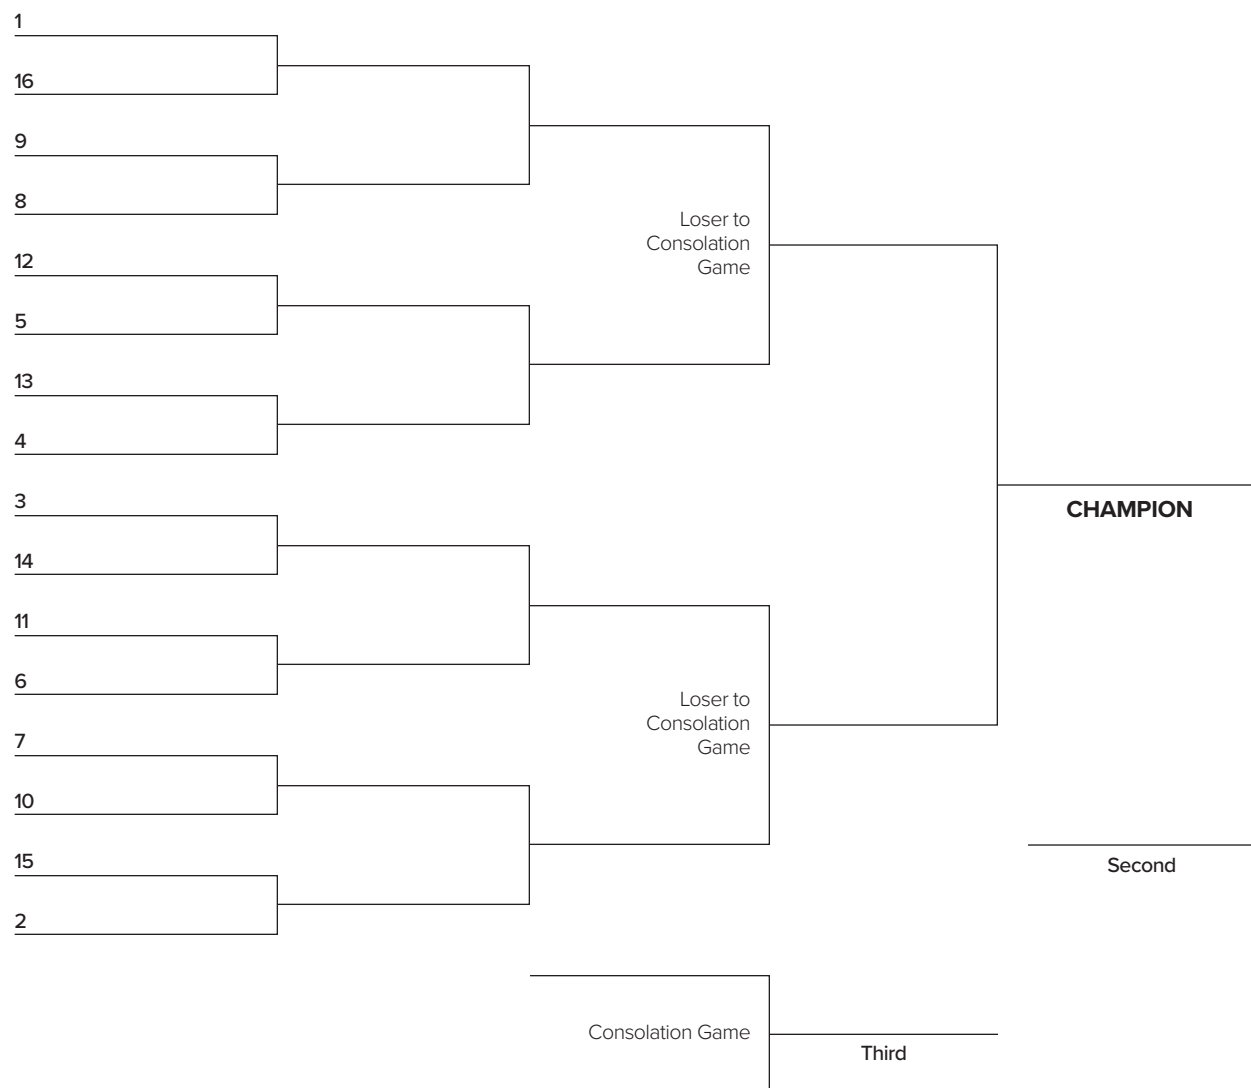 1
16
9
8
12
5
13
4
3
14
11
6
7
10
15
2
Loser to
Consolation
Game
Loser to
Consolation
Game
CHAMPION
Second
Consolation Game
Third